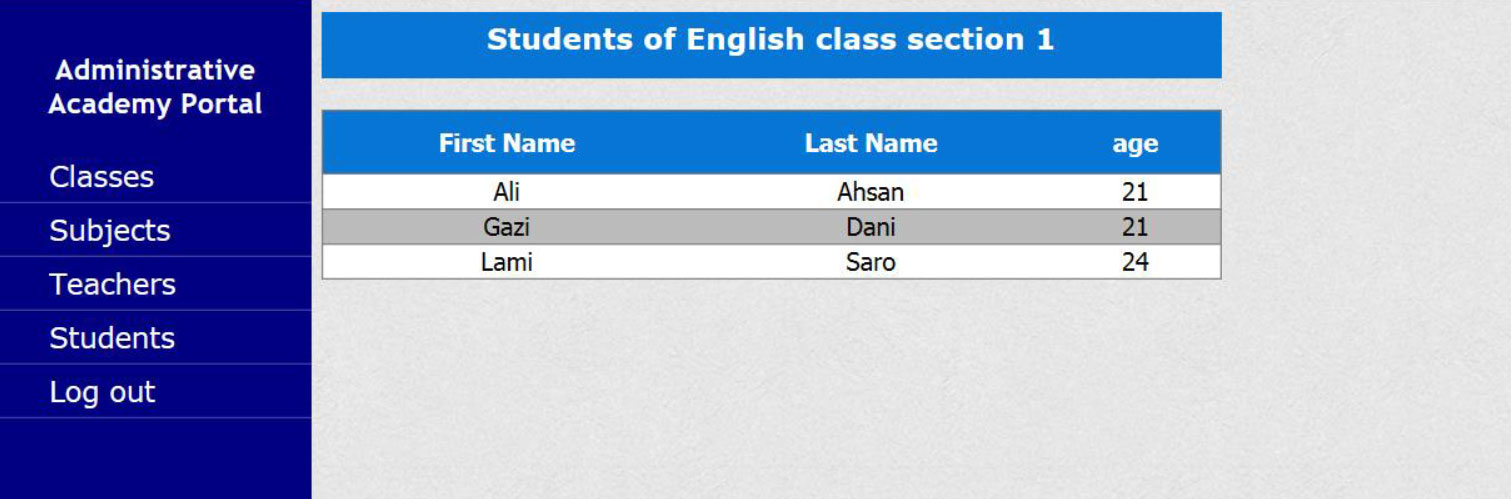 Administrative
Academy Portal
Classes
Subjects
Teachers
Students
Log out
Students of English class section 1
First Name Last Name age
Ali Ahsan 21
Gazi Dani 21
Lami Saro 24